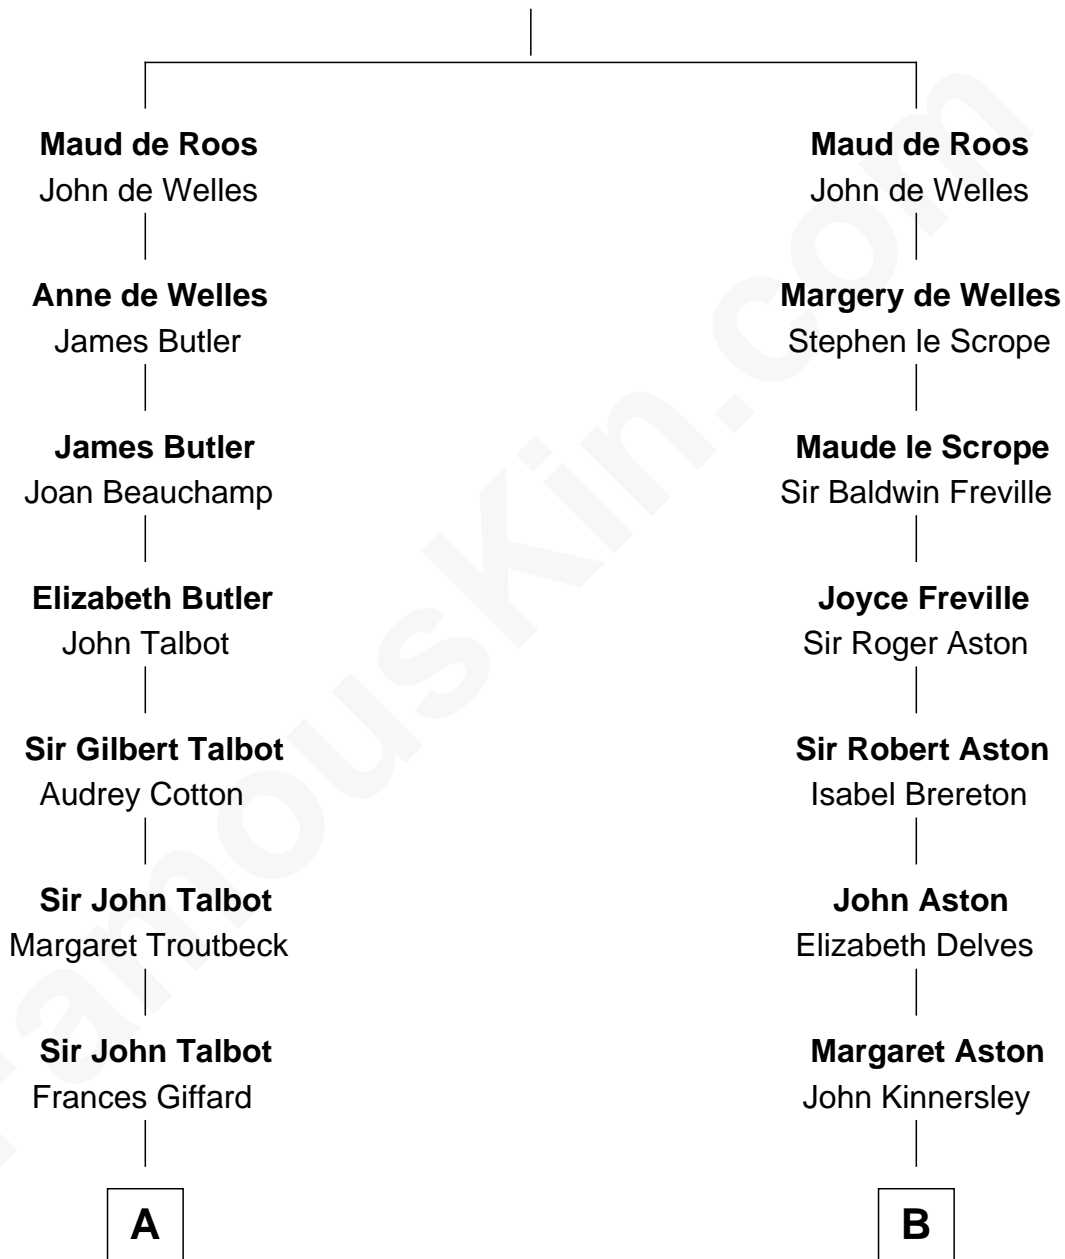 Maud de Roos
John de Welles
Maud de Roos
John de Welles
Anne de Welles
James Butler
Margery de Welles
Stephen le Scrope
James Butler
Joan Beauchamp
Maude le Scrope
Sir Baldwin Freville
Elizabeth Butler
John Talbot
Joyce Freville
Sir Roger Aston
Sir Gilbert Talbot
Audrey Cotton
Sir Robert Aston
Isabel Brereton
Sir John Talbot
Margaret Troutbeck
John Aston
Elizabeth Delves
Sir John Talbot
Frances Giffard
Margaret Aston
John Kinnersley
A
B
FamousKin.com